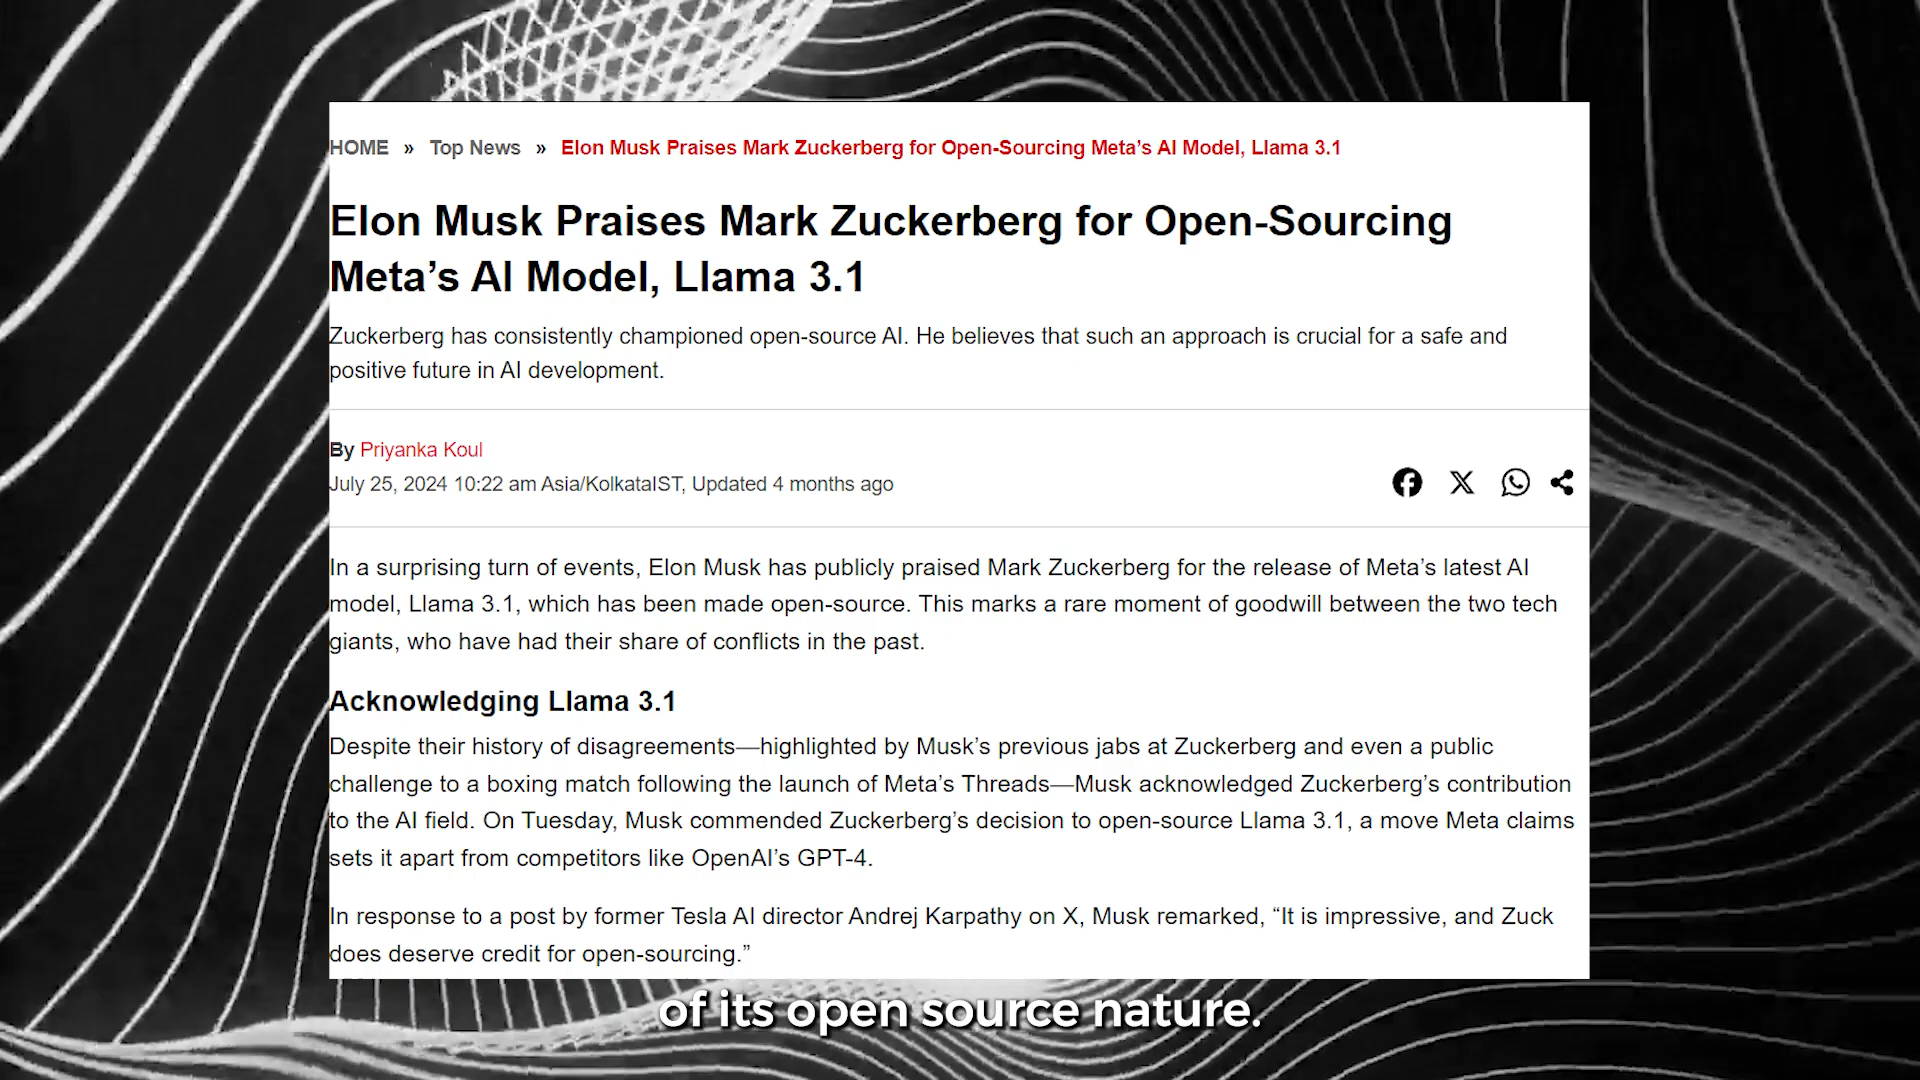 HOME » Top News » Elon Musk Praises Mark Zuckerberg for Open-Sourcing Meta’s AI Model, Llama 3.1
Elon Musk Praises Mark Zuckerberg for Open-Sourcing
Meta’s AI Model, Llama 3.1
Zuckerberg has consistently championed open-source AI. He believes that such an approach is crucial for a safe and
positive future in AI development.
By Priyanka Koul
July 25, 2024 10:22 am Asia/KolkataIST, Updated 4 months ago
In a surprising turn of events, Elon Musk has publicly praised Mark Zuckerberg for the release of Meta’s latest AI
model, Llama 3.1, which has been made open-source. This marks a rare moment of goodwill between the two tech
giants, who have had their share of conflicts in the past.
Acknowledging Llama 3.1
Despite their history of disagreements—highlighted by Musk’s previous jabs at Zuckerberg and even a public
challenge to a boxing match following the launch of Meta’s Threads—Musk acknowledged Zuckerberg’s contribution
to the AI field. On Tuesday, Musk commended Zuckerberg’s decision to open-source Llama 3.1, a move Meta claims
sets it apart from competitors like OpenAI’s GPT-4.
In response to a post by former Tesla AI director Andrej Karpathy on X, Musk remarked, “It is impressive, and Zuck
does deserve credit for open-sourcing.”
of its open source nature.